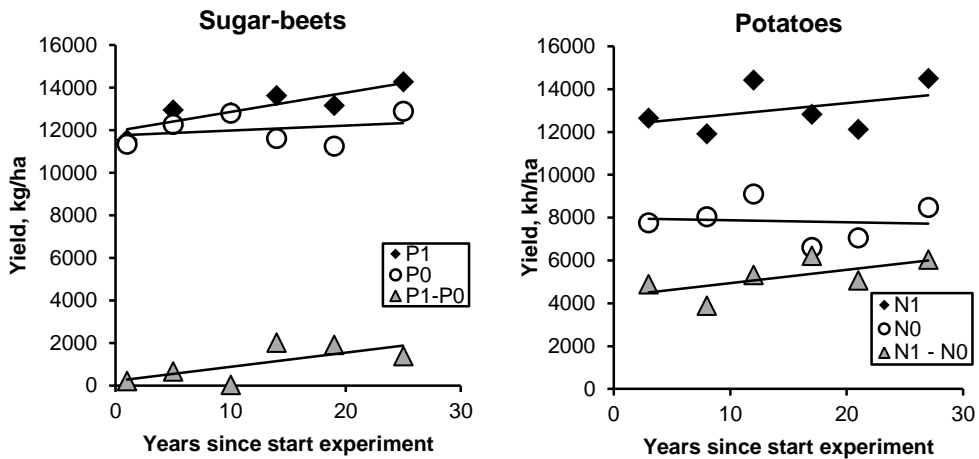 Sugar-beets
16000
14000
12000
10000
8000
6000
4000
2000
0
Yield, kg/ha
P1
P0
P1-P0
0 10 20 30
Years since start experiment
Potatoes
16000
14000
12000
10000
8000
6000
4000
2000
0
Yield, kh/ha
N1
N0
N1 - N0
0 10 20 30
Years since start experiment